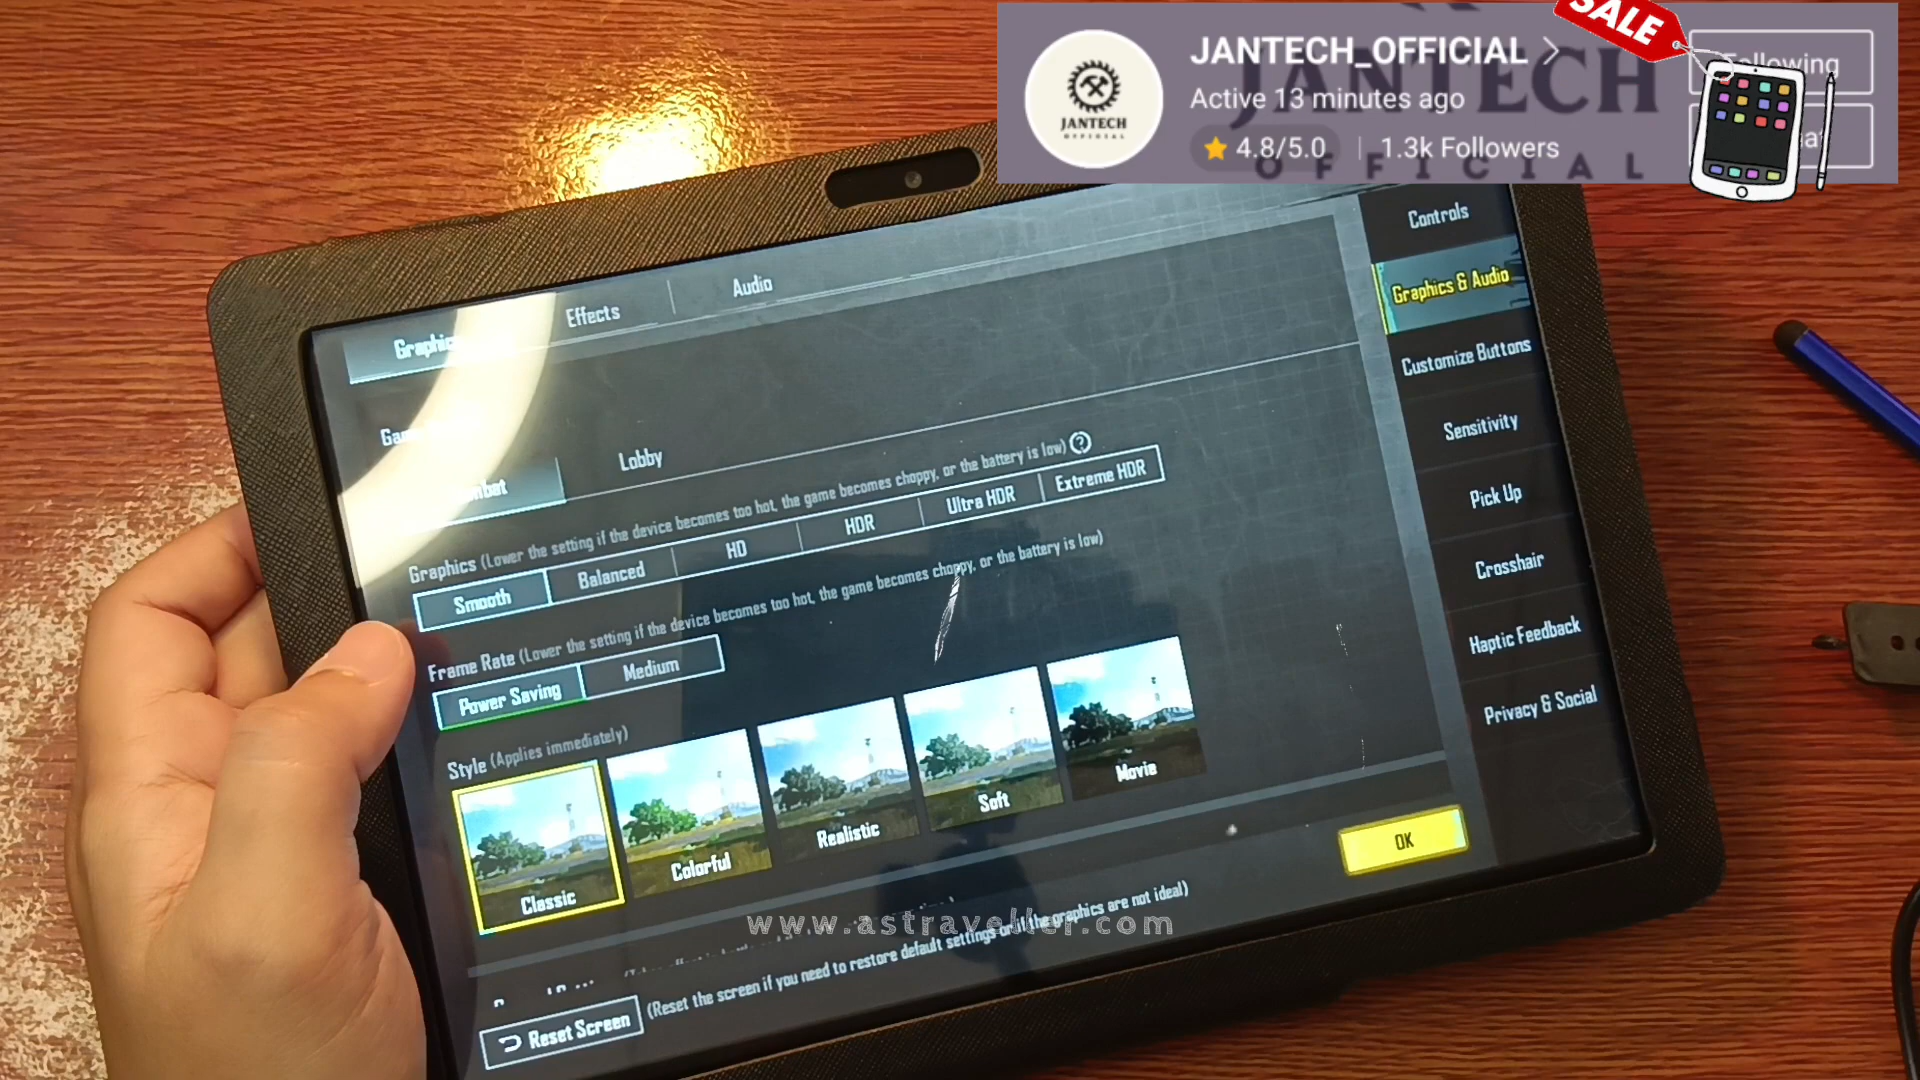 JANTECH_OFFICIAL
Active 13 minutes ago
4.8/5.0 | 1.3k Followers
JANTECH
OFFICIAL
JANTECH
OFFICIAL
SALE
Following
Effects
Audio
Lobby
Graphics (Lower the setting if the device becomes too hot, the game becomes choppy, or the battery is low)
Smooth
Balanced
HD
HDR
Ultra HDR
Extreme HDR
Frame Rate (Lower the setting if the device becomes too hot, the game becomes choppy, or the battery is low)
Power Saving
Medium
Style (Applies immediately)
Classic
Colorful
Realistic
Soft
Movie
OK
Reset Screen
(Reset the screen if you need to restore default settings or if the graphics are not ideal)
Controls
Graphics & Audio
Customize Buttons
Sensitivity
Pick Up
Crosshair
Haptic Feedback
Privacy & Social
www.astraveller.com